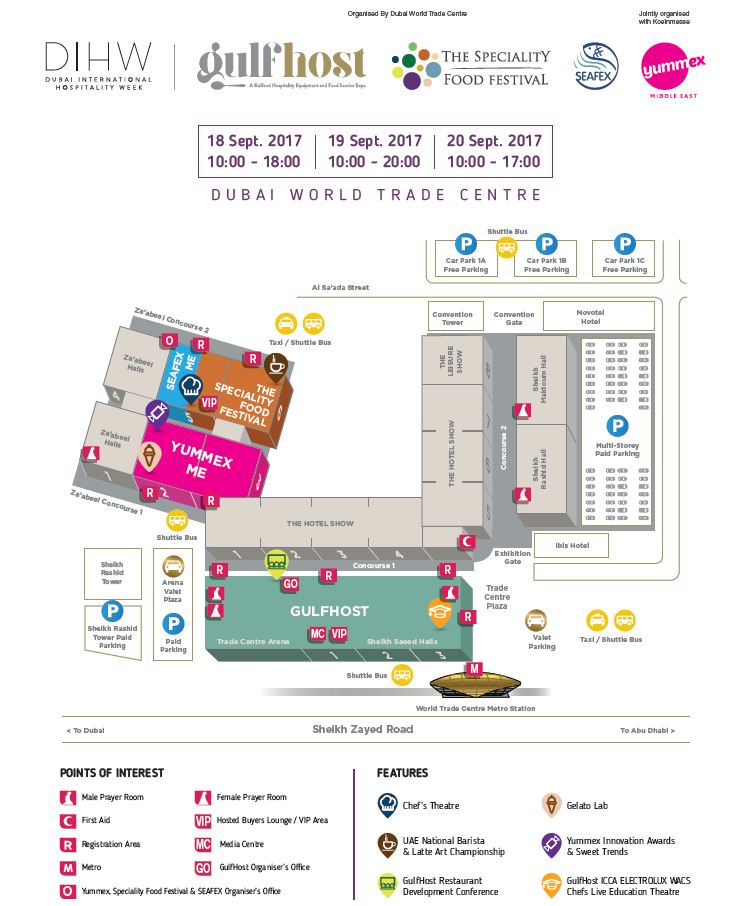 Organised By Dubai World Trade Centre
Jointly organised
with Koelnmesse
DIHW
DUBAI INTERNATIONAL
HOSPITALITY WEEK
gulfhost
A Gulfood Hospitality Equipment and Food Service Expo
THE SPECIALITY
FOOD FESTIVAL
SEAFEX
yummex
MIDDLE EAST
18 Sept. 2017
10:00 - 18:00
19 Sept. 2017
10:00 - 20:00
20 Sept. 2017
10:00 - 17:00
DUBAI WORLD TRADE CENTRE
Shuttle Bus
P
P
P
Car Park 1A
Free Parking
Car Park 1B
Free Parking
Car Park 1C
Free Parking
Al Sa'ada Street
Za'abeel Concourse 2
Taxi / Shuttle Bus
Convention
Tower
Convention
Gate
Novotel
Hotel
O
R
R
Za'abeel
Halls
SEAFEX
ME
THE
SPECIALITY
FOOD
FESTIVAL
VIP
4
5
6
THE
LEISURE
SHOW
8
7
6
5
THE HOTEL SHOW
Concourse 2
Sheikh
Maktoum Hall
Sheikh
Rashid Hall
P
Multi-Storey
Paid Parking
Za'abeel
Halls
YUMMEX
ME
1
2
3
R
R
Za'abeel Concourse 1
Shuttle Bus
THE HOTEL SHOW
1
2
3
4
C
Exhibition
Gate
Ibis Hotel
Concourse 1
Sheikh
Rashid
Tower
Arena
Valet
Plaza
P
Sheikh Rashid
Tower Paid
Parking
P
Paid
Parking
R
GO
R
R
R
GULFHOST
MC
VIP
Trade Centre Arena
Sheikh Saeed Halls
1
2
3
Trade
Centre
Plaza
Valet
Parking
Taxi / Shuttle Bus
Shuttle Bus
M
World Trade Centre Metro Station
< To Dubai
Sheikh Zayed Road
To Abu Dhabi >
POINTS OF INTEREST
Male Prayer Room
Female Prayer Room
C First Aid
VIP Hosted Buyers Lounge / VIP Area
R Registration Area
MC Media Centre
M Metro
GO GulfHost Organiser's Office
O Yummex, Speciality Food Festival & SEAFEX Organiser's Office
FEATURES
Chef's Theatre
Gelato Lab
UAE National Barista
& Latte Art Championship
Yummex Innovation Awards
& Sweet Trends
GulfHost Restaurant
Development Conference
GulfHost ICCA ELECTROLUX WACS
Chefs Live Education Theatre